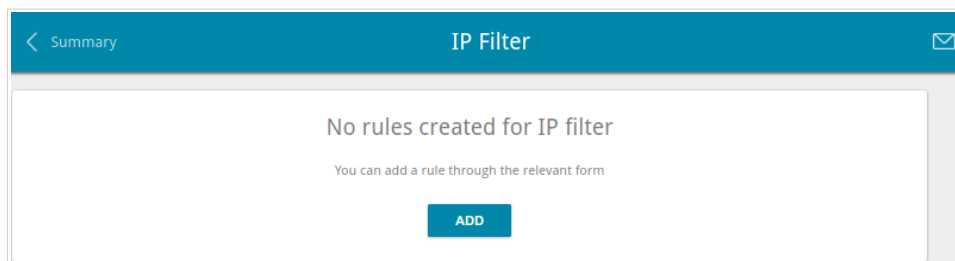 Summary
IP Filter
No rules created for IP filter
You can add a rule through the relevant form
ADD